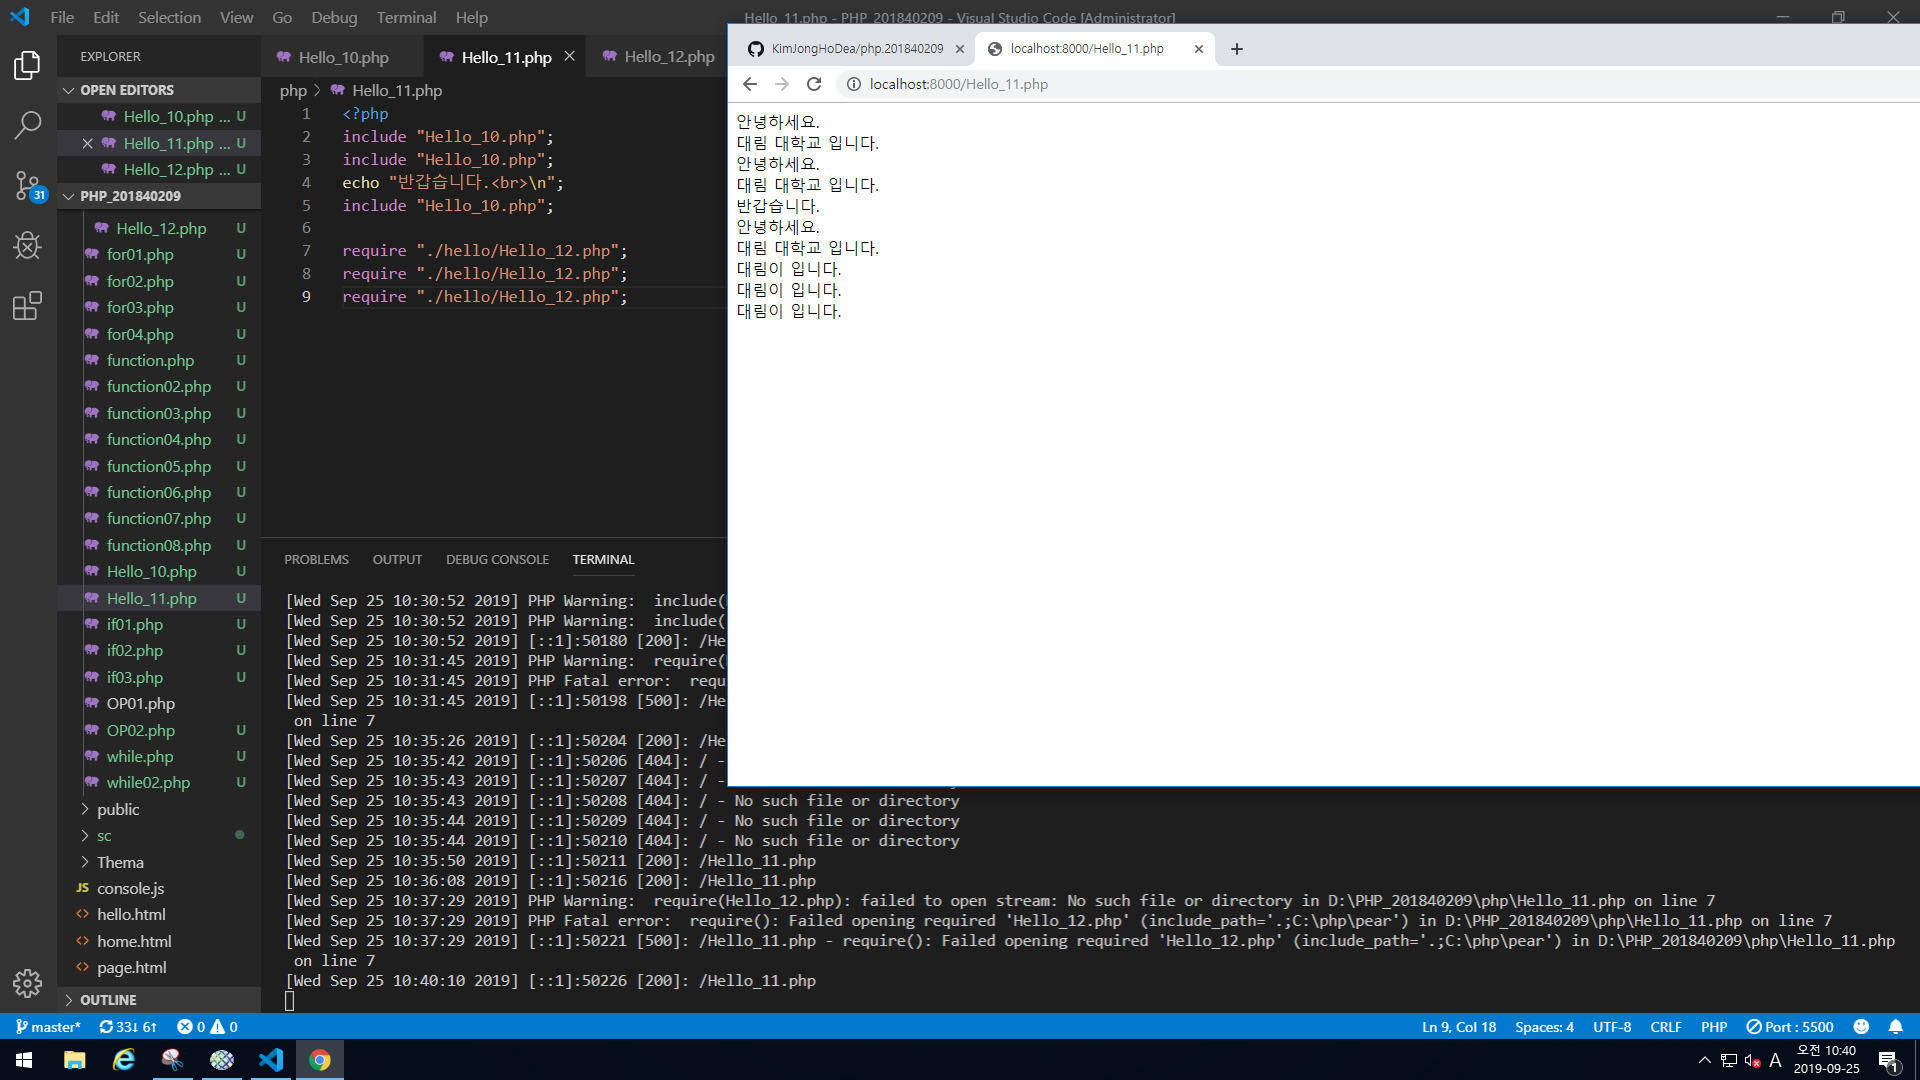 File Edit Selection View Go Debug Terminal Help
Hello_11.php - PHP_201840209 - Visual Studio Code [Administrator]
EXPLORER
OPEN EDITORS
Hello_10.php ... U
Hello_11.php ... U
Hello_12.php ... U
31
PHP_201840209
Hello_12.php U
for01.php U
for02.php U
for03.php U
for04.php U
function.php U
function02.php U
function03.php U
function04.php U
function05.php U
function06.php U
function07.php U
function08.php U
Hello_10.php U
Hello_11.php U
if01.php U
if02.php U
if03.php U
OP01.php
OP02.php U
while.php U
while02.php U
public
sc
Thema
JS console.js
hello.html
home.html
page.html
OUTLINE
Hello_10.php Hello_11.php Hello_12.php
php > Hello_11.php
1 <?php
2 include "Hello_10.php";
3 include "Hello_10.php";
4 echo "반갑습니다.<br>\n";
5 include "Hello_10.php";
6
7 require "./hello/Hello_12.php";
8 require "./hello/Hello_12.php";
9 require "./hello/Hello_12.php";
KimJongHoDea/php.201840209 localhost:8000/Hello_11.php
localhost:8000/Hello_11.php
안녕하세요.
대림 대학교 입니다.
안녕하세요.
대림 대학교 입니다.
반갑습니다.
안녕하세요.
대림 대학교 입니다.
대림이 입니다.
대림이 입니다.
대림이 입니다.
PROBLEMS OUTPUT DEBUG CONSOLE TERMINAL
[Wed Sep 25 10:30:52 2019] PHP Warning:  include(
[Wed Sep 25 10:30:52 2019] PHP Warning:  include(
[Wed Sep 25 10:30:52 2019] [::1]:50180 [200]: /He
[Wed Sep 25 10:31:45 2019] PHP Warning:  require(
[Wed Sep 25 10:31:45 2019] PHP Fatal error:  requ
[Wed Sep 25 10:31:45 2019] [::1]:50198 [500]: /He
on line 7
[Wed Sep 25 10:35:26 2019] [::1]:50204 [200]: /He
[Wed Sep 25 10:35:42 2019] [::1]:50206 [404]: / -
[Wed Sep 25 10:35:43 2019] [::1]:50207 [404]: / -
[Wed Sep 25 10:35:43 2019] [::1]:50208 [404]: / - No such file or directory
[Wed Sep 25 10:35:44 2019] [::1]:50209 [404]: / - No such file or directory
[Wed Sep 25 10:35:44 2019] [::1]:50210 [404]: / - No such file or directory
[Wed Sep 25 10:35:50 2019] [::1]:50211 [200]: /Hello_11.php
[Wed Sep 25 10:36:08 2019] [::1]:50216 [200]: /Hello_11.php
[Wed Sep 25 10:37:29 2019] PHP Warning:  require(Hello_12.php): failed to open stream: No such file or directory in D:\PHP_201840209\php\Hello_11.php on line 7
[Wed Sep 25 10:37:29 2019] PHP Fatal error:  require(): Failed opening required 'Hello_12.php' (include_path='.;C:\php\pear') in D:\PHP_201840209\php\Hello_11.php on line 7
[Wed Sep 25 10:37:29 2019] [::1]:50221 [500]: /Hello_11.php - require(): Failed opening required 'Hello_12.php' (include_path='.;C:\php\pear') in D:\PHP_201840209\php\Hello_11.php
on line 7
[Wed Sep 25 10:40:10 2019] [::1]:50226 [200]: /Hello_11.php
master* 33↓ 6↑ 0 0
Ln 9, Col 18 Spaces: 4 UTF-8 CRLF PHP Port : 5500
A 오전 10:40
2019-09-25
1